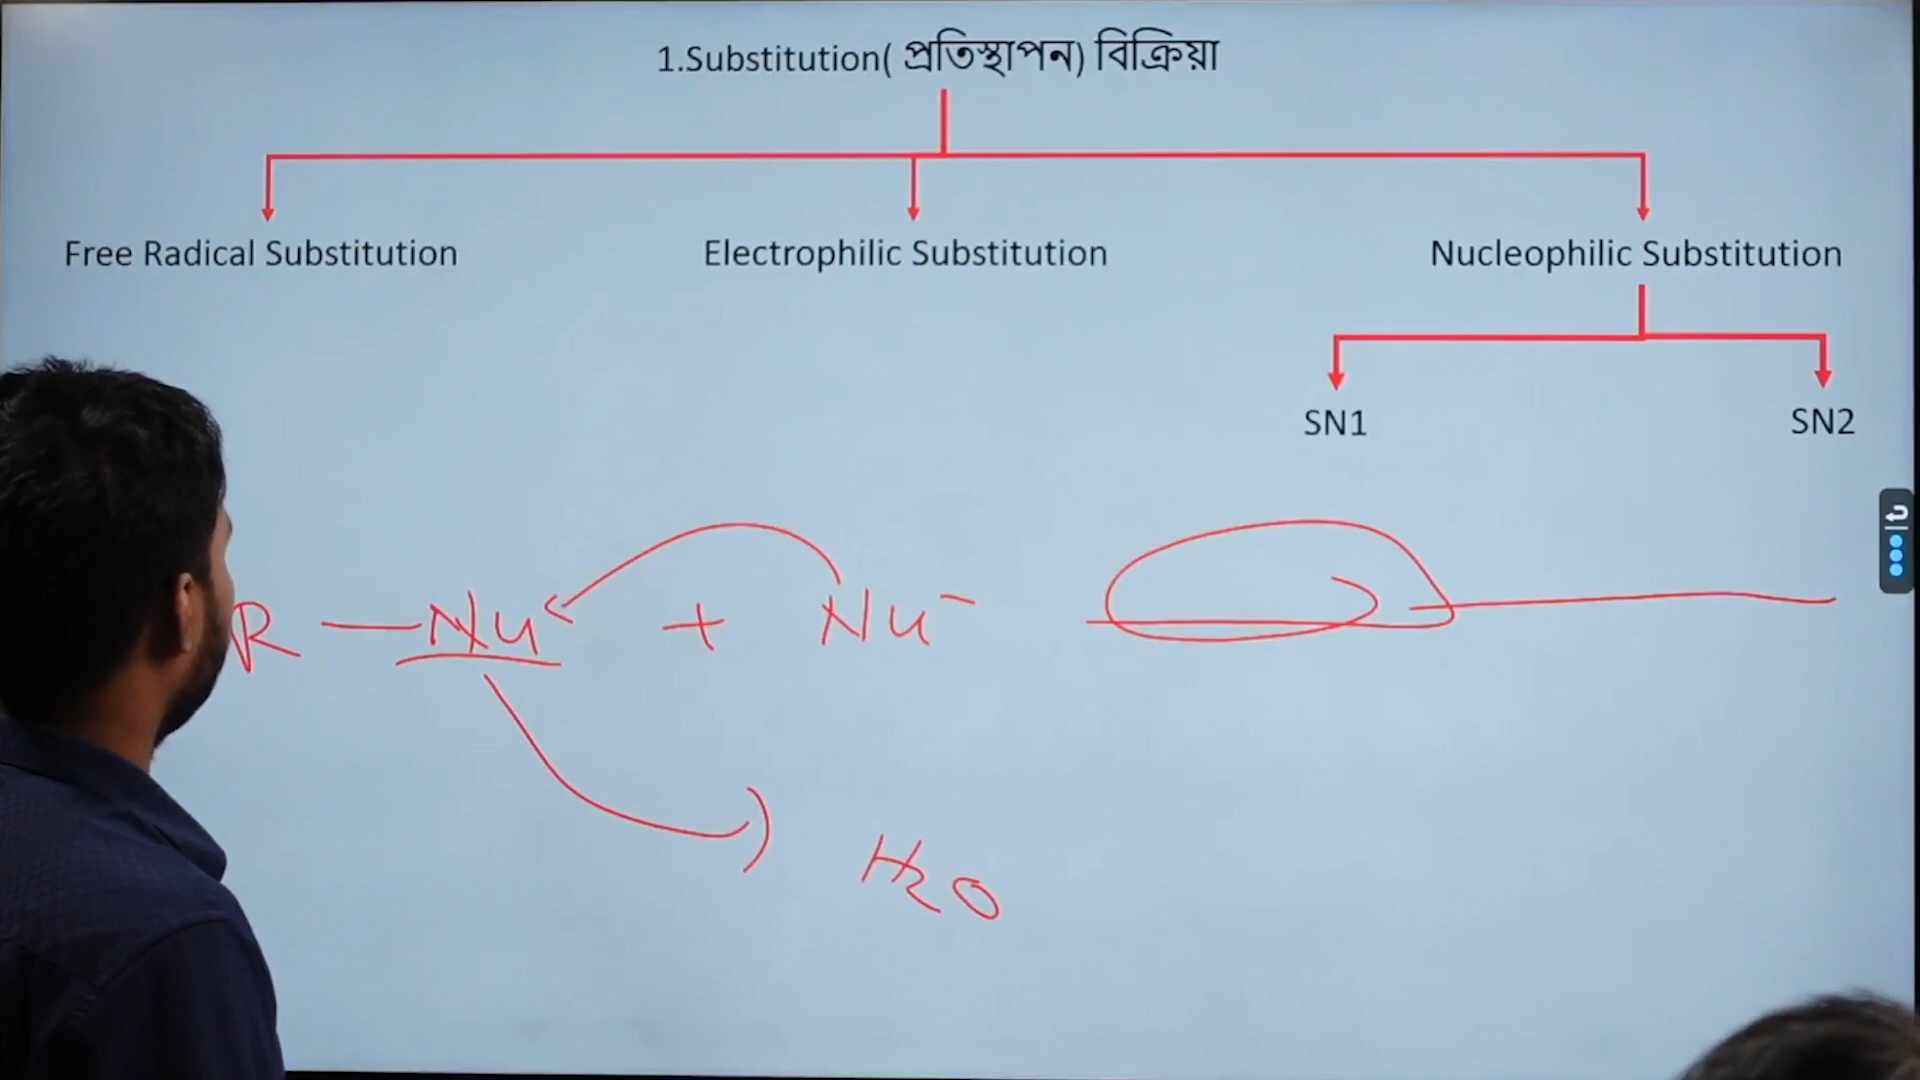 1.Substitution( প্রতিস্থাপন) বিক্রিয়া
Free Radical Substitution Electrophilic Substitution Nucleophilic Substitution
SN1 SN2
R — Nu + Nu⁻
H₂O